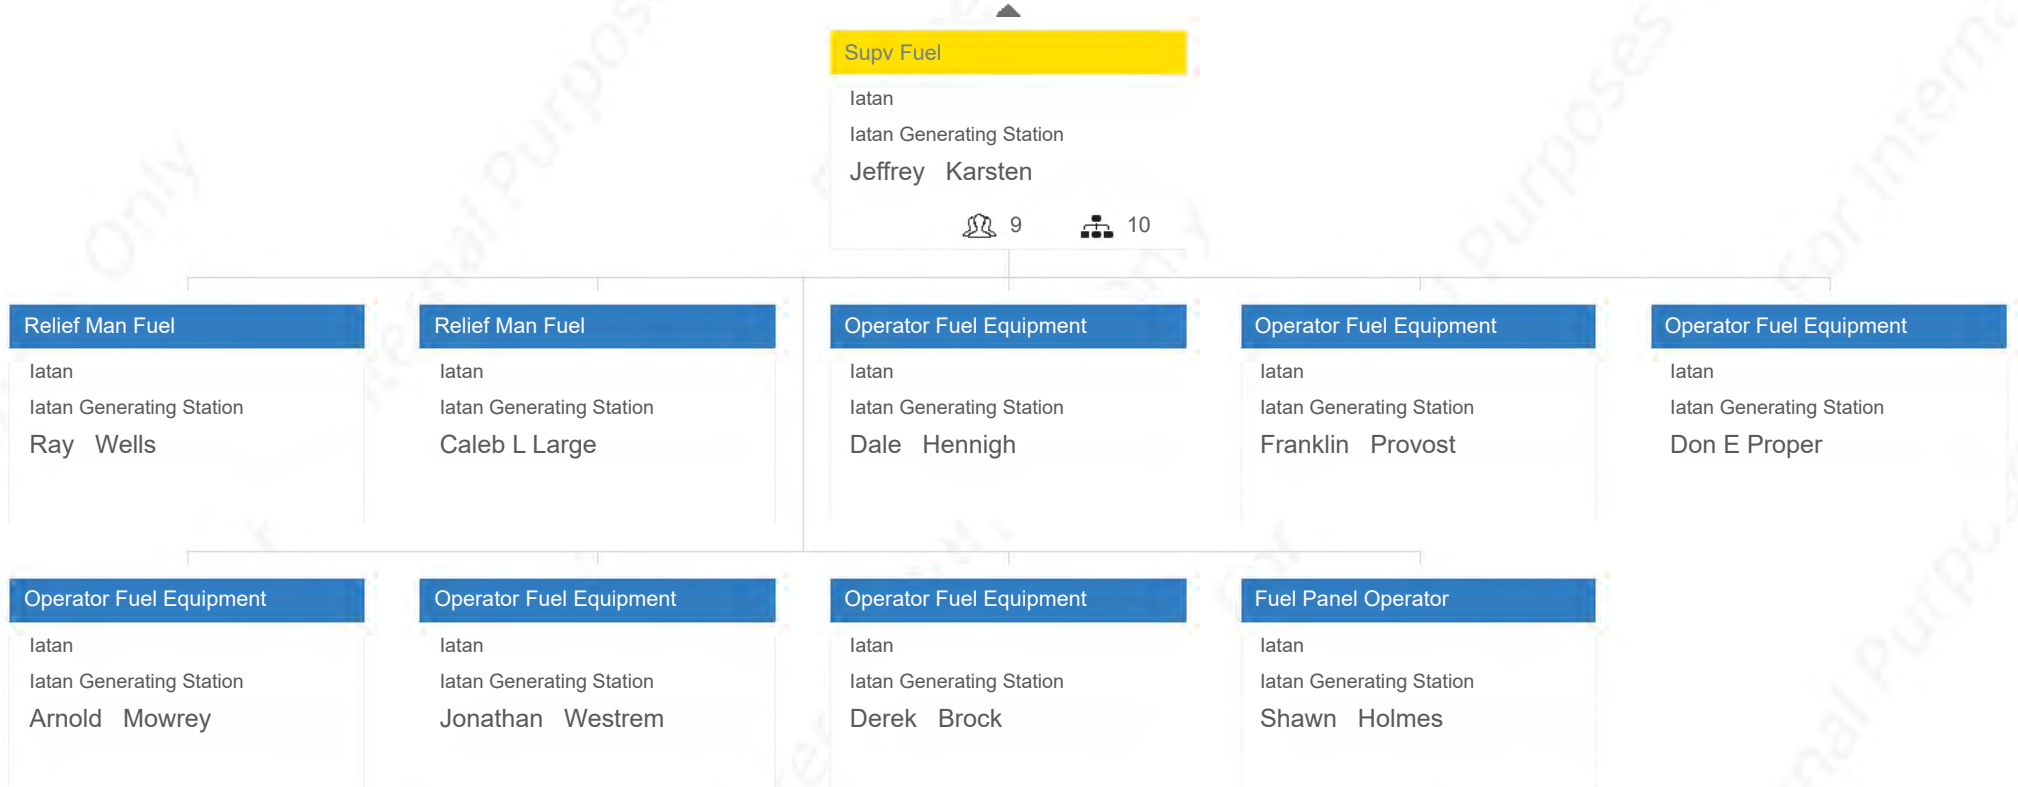 Supv Fuel
Iatan
Iatan Generating Station
Jeffrey Karsten
9 10
Relief Man Fuel
Iatan
Iatan Generating Station
Ray Wells
Relief Man Fuel
Iatan
Iatan Generating Station
Caleb L Large
Operator Fuel Equipment
Iatan
Iatan Generating Station
Dale Hennigh
Operator Fuel Equipment
Iatan
Iatan Generating Station
Franklin Provost
Operator Fuel Equipment
Iatan
Iatan Generating Station
Don E Proper
Operator Fuel Equipment
Iatan
Iatan Generating Station
Arnold Mowrey
Operator Fuel Equipment
Iatan
Iatan Generating Station
Jonathan Westrem
Operator Fuel Equipment
Iatan
Iatan Generating Station
Derek Brock
Fuel Panel Operator
Iatan
Iatan Generating Station
Shawn Holmes